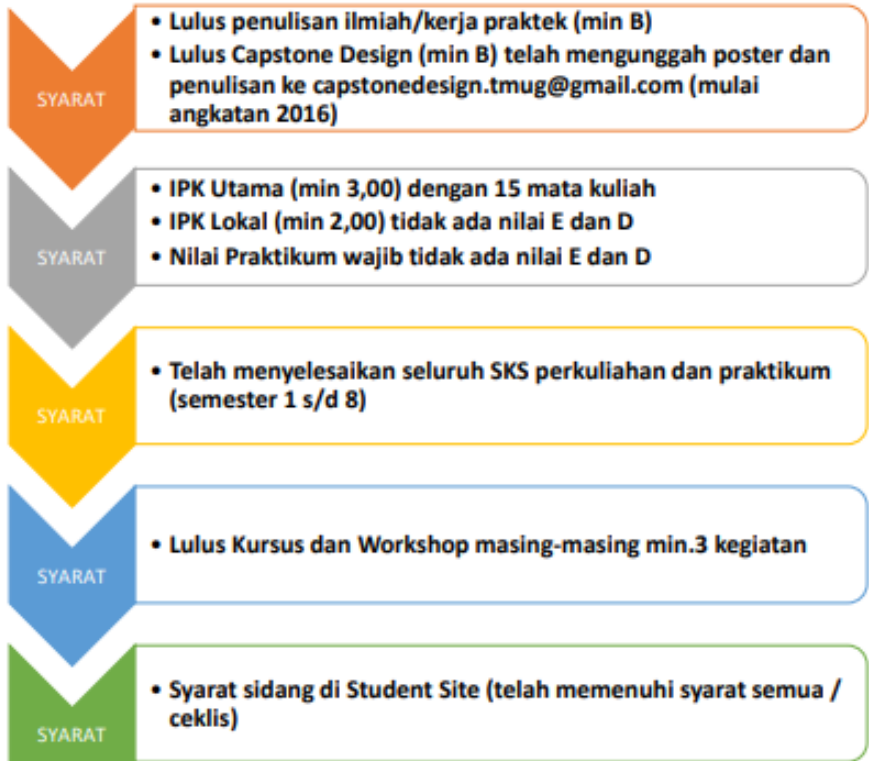 SYARAT
• Lulus penulisan ilmiah/kerja praktek (min B)
• Lulus Capstone Design (min B) telah mengunggah poster dan
penulisan ke capstonedesign.tmug@gmail.com (mulai
angkatan 2016)
SYARAT
• IPK Utama (min 3,00) dengan 15 mata kuliah
• IPK Lokal (min 2,00) tidak ada nilai E dan D
• Nilai Praktikum wajib tidak ada nilai E dan D
SYARAT
• Telah menyelesaikan seluruh SKS perkuliahan dan praktikum
(semester 1 s/d 8)
SYARAT
• Lulus Kursus dan Workshop masing-masing min.3 kegiatan
SYARAT
• Syarat sidang di Student Site (telah memenuhi syarat semua /
ceklis)